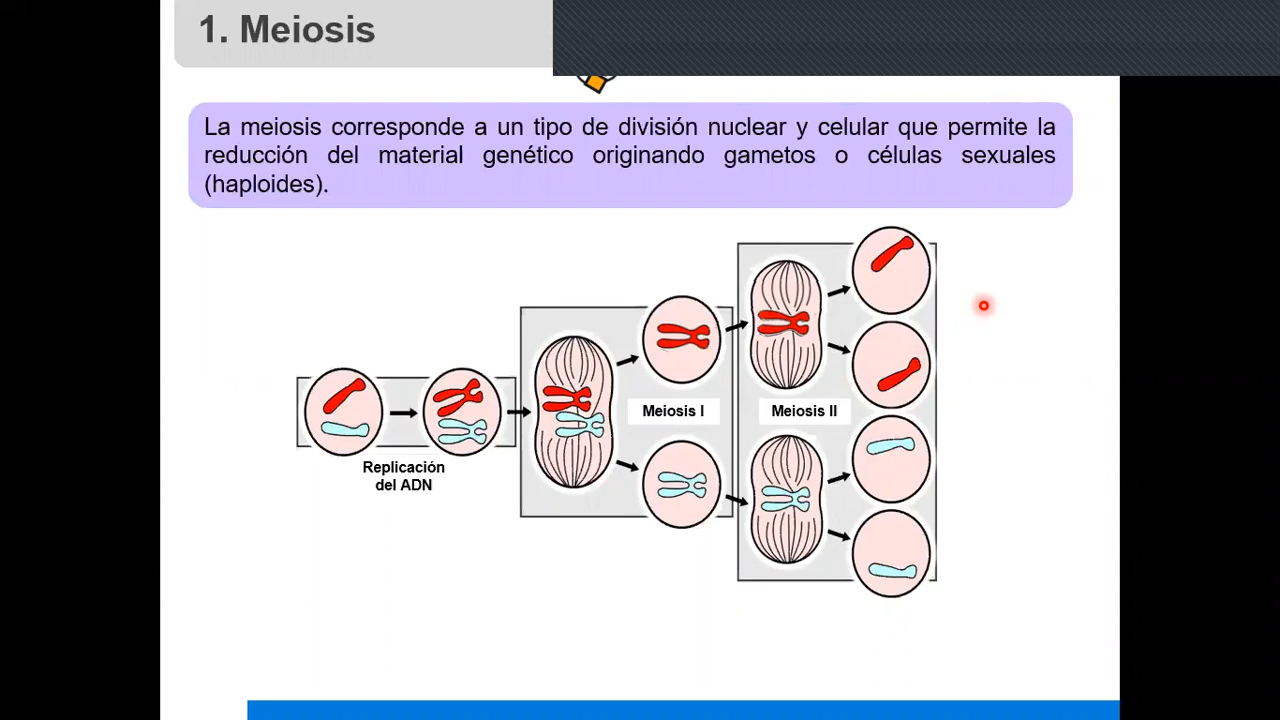 1. Meiosis
La meiosis corresponde a un tipo de división nuclear y celular que permite la
reducción del material genético originando gametos o células sexuales
(haploides).
Meiosis I
Meiosis II
Replicación
del ADN